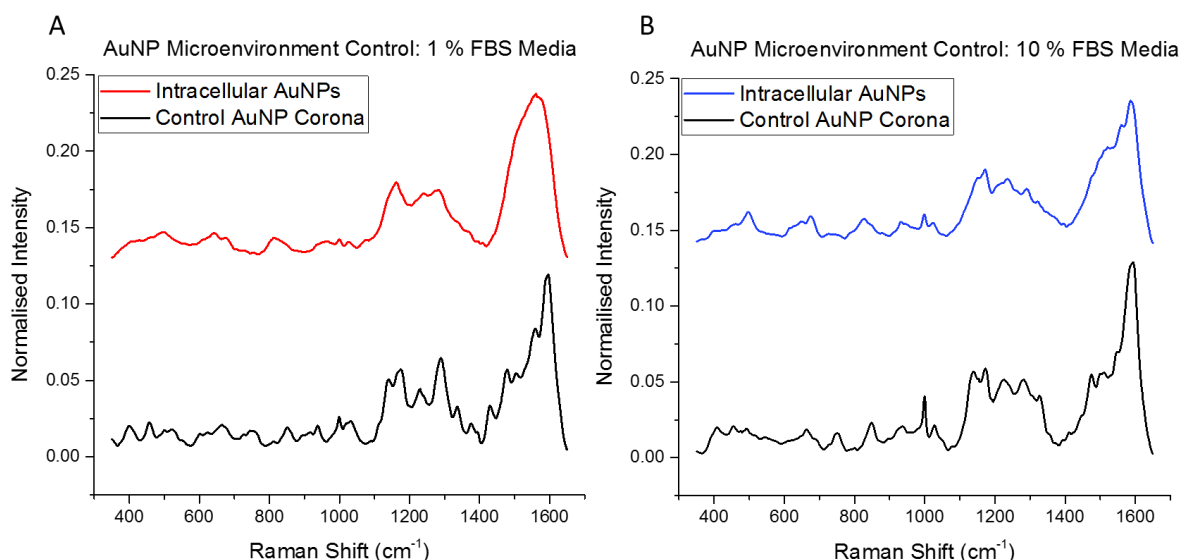 A
AuNP Microenvironment Control: 1 % FBS Media
Intracellular AuNPs
Control AuNP Corona
0.25
0.20
0.15
0.10
0.05
0.00
Normalised Intensity
400 600 800 1000 1200 1400 1600
Raman Shift (cm⁻¹)
B
AuNP Microenvironment Control: 10 % FBS Media
Intracellular AuNPs
Control AuNP Corona
0.25
0.20
0.15
0.10
0.05
0.00
Normailised Intensity
400 600 800 1000 1200 1400 1600
Raman Shift (cm⁻¹)